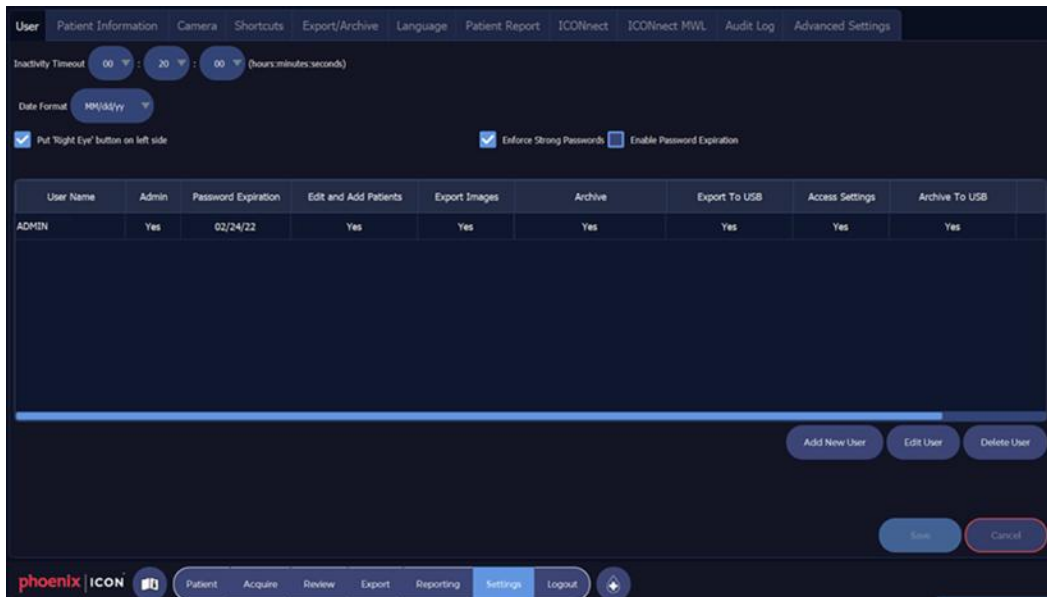 User Patient Information Camera Shortcuts Export/Archive Language Patient Report ICONnect ICONnect MWL Audit Log Advanced Settings
Inactivity Timeout 00 : 20 : 00 (hours:minutes:seconds)
Date Format MM/dd/yy
Put 'Right Eye' button on left side Enforce Strong Passwords Enable Password Expiration
User Name Admin Password Expiration Edit and Add Patients Export Images Archive Export To USB Access Settings Archive To USB
ADMIN Yes 02/24/22 Yes Yes Yes Yes Yes Yes
Add New User Edit User Delete User
Save Cancel
phoenix | ICON Patient Acquire Review Export Reporting Settings Logout